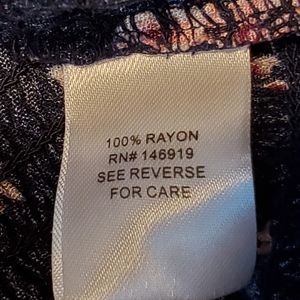 100% RAYON
RN# 146919
SEE REVERSE
FOR CARE